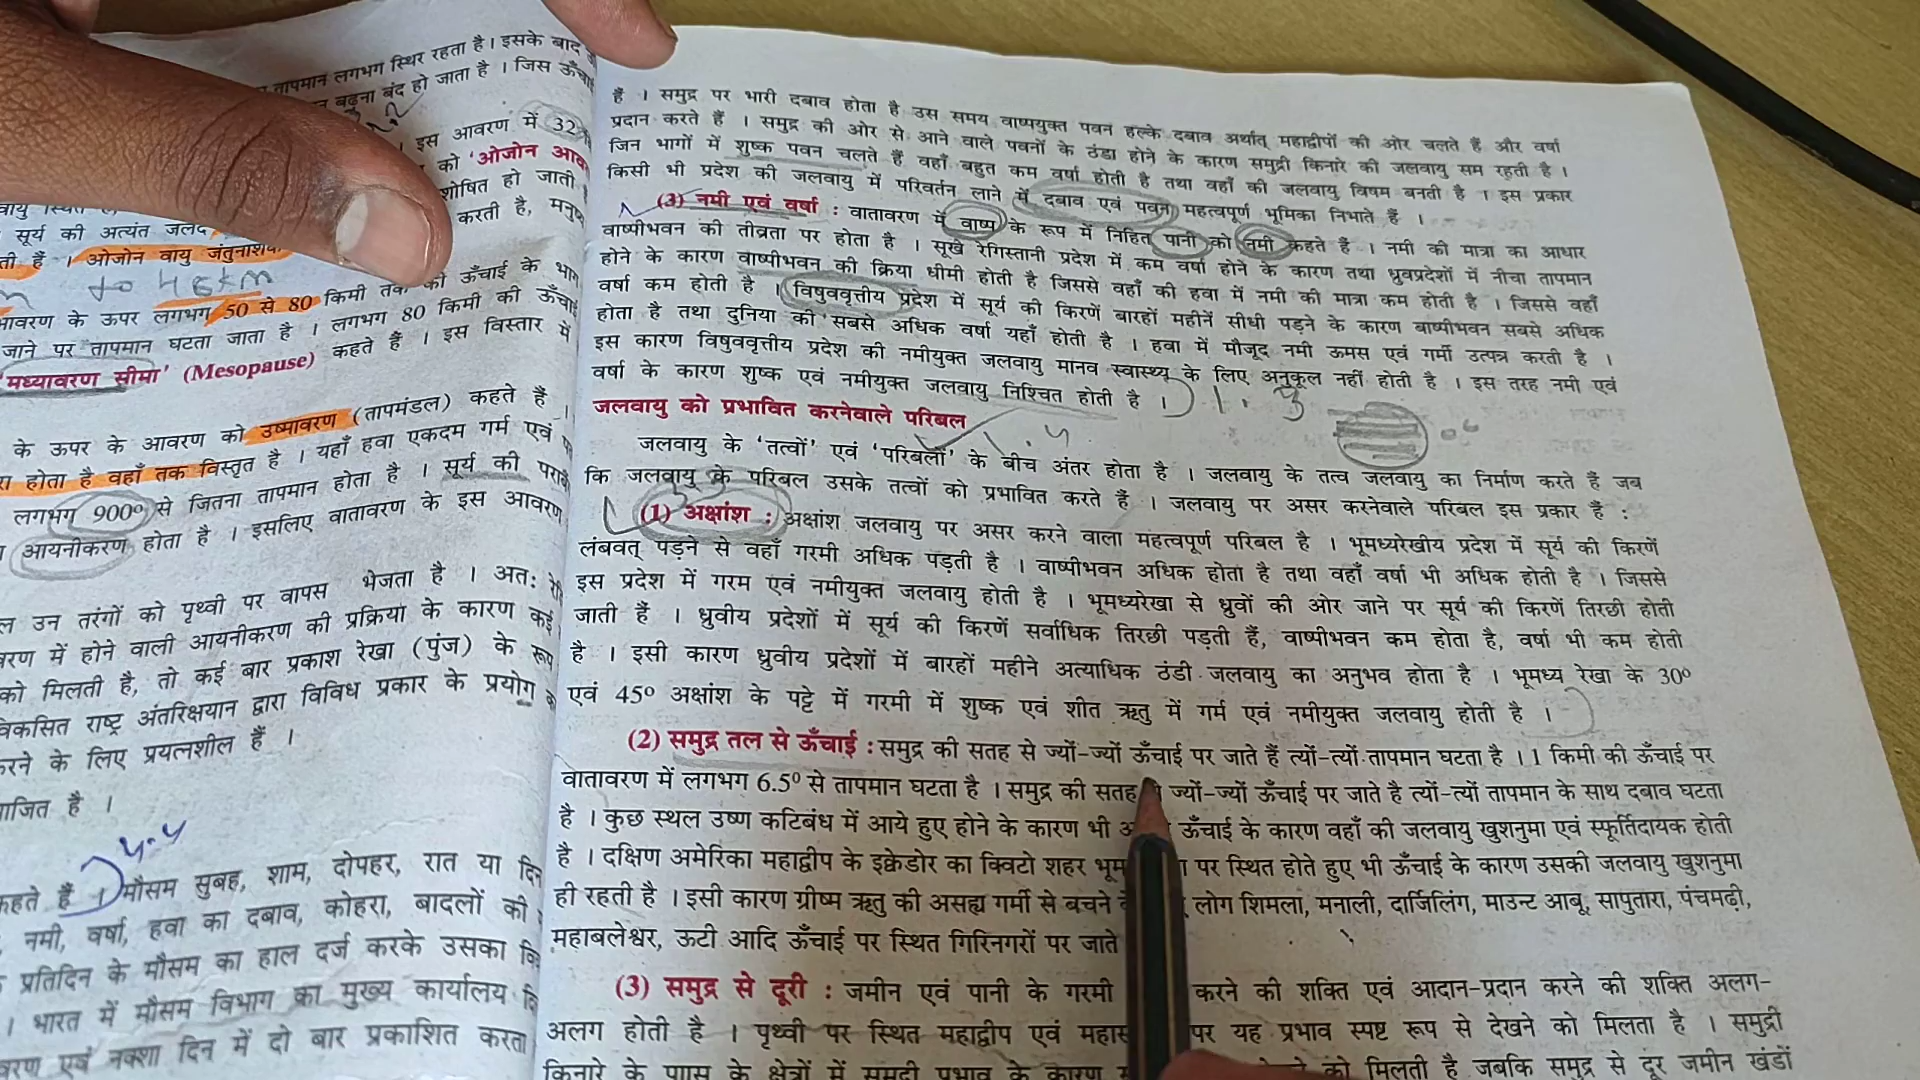 तापमान लगभग स्थिर रहता है। इसके बाद
बढ़ना बंद हो जाता है । जिस ऊँचाई
इस आवरण में 32
को 'ओजोन आव
शोषित हो जाती
करती है, मनुष्य
सूर्य की अत्यंत जलद
ती हैं । ओजोन वायु जंतुनाशक
to 48km
आवरण के ऊपर लगभग 50 से 80 किमी तक की ऊँचाई के भाग
जाने पर तापमान घटता जाता है । लगभग 80 किमी की ऊँचाई
'मध्यावरण सीमा' (Mesopause) कहते हैं । इस विस्तार में
के ऊपर के आवरण को उष्मावरण (तापमंडल) कहते हैं ।
होता है वहाँ तक विस्तृत है । यहाँ हवा एकदम गर्म एवं
लगभग 900° से जितना तापमान होता है । सूर्य की पराबैं
आयनीकरण होता है । इसलिए वातावरण के इस आवरण
ल उन तरंगों को पृथ्वी पर वापस भेजता है । अतः रे
वरण में होने वाली आयनीकरण की प्रक्रिया के कारण कई
को मिलती है, तो कई बार प्रकाश रेखा (पुंज) के रूप
विकसित राष्ट्र अंतरिक्षयान द्वारा विविध प्रकार के प्रयोग क
करने के लिए प्रयत्नशील हैं ।
ाजित है ।
4.4
कहते हैं । मौसम सुबह, शाम, दोपहर, रात या दिन
नमी, वर्षा, हवा का दबाव, कोहरा, बादलों की
प्रतिदिन के मौसम का हाल दर्ज करके उसका वि
। भारत में मौसम विभाग का मुख्य कार्यालय दि
वरण एवं नक्शा दिन में दो बार प्रकाशित करता
हैं । समुद्र पर भारी दबाव होता है उस समय वाष्पयुक्त पवन हल्के दबाव अर्थात् महाद्वीपों की ओर चलते हैं और वर्षा
प्रदान करते हैं । समुद्र की ओर से आने वाले पवनों के ठंडा होने के कारण समुद्री किनारे की जलवायु सम रहती है ।
जिन भागों में शुष्क पवन चलते हैं वहाँ बहुत कम वर्षा होती है तथा वहाँ की जलवायु विषम बनती है । इस प्रकार
किसी भी प्रदेश की जलवायु में परिवर्तन लाने में दबाव एवं पवन महत्वपूर्ण भूमिका निभाते हैं ।
(3) नमी एवं वर्षा : वातावरण में वाष्प के रूप में निहित पानी को नमी कहते है । नमी की मात्रा का आधार
वाष्पीभवन की तीव्रता पर होता है । सूखे रेगिस्तानी प्रदेश में कम वर्षा होने के कारण तथा ध्रुवप्रदेशों में नीचा तापमान
होने के कारण वाष्पीभवन की क्रिया धीमी होती है जिससे वहाँ की हवा में नमी की मात्रा कम होती है । जिससे वहाँ
वर्षा कम होती है । विषुववृत्तीय प्रदेश में सूर्य की किरणें बारहों महीनें सीधी पड़ने के कारण बाष्पीभवन सबसे अधिक
होता है तथा दुनिया की सबसे अधिक वर्षा यहाँ होती है । हवा में मौजूद नमी ऊमस एवं गर्मी उत्पन्न करती है ।
इस कारण विषुववृत्तीय प्रदेश की नमीयुक्त जलवायु मानव स्वास्थ्य के लिए अनुकूल नहीं होती है । इस तरह नमी एवं
वर्षा के कारण शुष्क एवं नमीयुक्त जलवायु निश्चित होती है ।
जलवायु को प्रभावित करनेवाले परिबल
जलवायु के 'तत्वों' एवं 'परिबलों' के बीच अंतर होता है । जलवायु के तत्व जलवायु का निर्माण करते हैं जब
कि जलवायु के परिबल उसके तत्वों को प्रभावित करते हैं । जलवायु पर असर करनेवाले परिबल इस प्रकार हैं :
(1) अक्षांश : अक्षांश जलवायु पर असर करने वाला महत्वपूर्ण परिबल है । भूमध्यरेखीय प्रदेश में सूर्य की किरणें
लंबवत् पड़ने से वहाँ गरमी अधिक पड़ती है । वाष्पीभवन अधिक होता है तथा वहाँ वर्षा भी अधिक होती है । जिससे
इस प्रदेश में गरम एवं नमीयुक्त जलवायु होती है । भूमध्यरेखा से ध्रुवों की ओर जाने पर सूर्य की किरणें तिरछी होती
जाती हैं । ध्रुवीय प्रदेशों में सूर्य की किरणें सर्वाधिक तिरछी पड़ती हैं, वाष्पीभवन कम होता है, वर्षा भी कम होती
है । इसी कारण ध्रुवीय प्रदेशों में बारहों महीने अत्याधिक ठंडी जलवायु का अनुभव होता है । भूमध्य रेखा के 30°
एवं 45° अक्षांश के पट्टे में गरमी में शुष्क एवं शीत ऋतु में गर्म एवं नमीयुक्त जलवायु होती है ।
(2) समुद्र तल से ऊँचाई : समुद्र की सतह से ज्यों-ज्यों ऊँचाई पर जाते हैं त्यों-त्यों तापमान घटता है । 1 किमी की ऊँचाई पर
वातावरण में लगभग 6.5° से तापमान घटता है । समुद्र की सतह ज्यों-ज्यों ऊँचाई पर जाते है त्यों-त्यों तापमान के साथ दबाव घटता
है । कुछ स्थल उष्ण कटिबंध में आये हुए होने के कारण भी ऊँचाई के कारण वहाँ की जलवायु खुशनुमा एवं स्फूर्तिदायक होती
है । दक्षिण अमेरिका महाद्वीप के इक्वेडोर का क्विटो शहर भूम पर स्थित होते हुए भी ऊँचाई के कारण उसकी जलवायु खुशनुमा
ही रहती है । इसी कारण ग्रीष्म ऋतु की असह्य गर्मी से बचने लोग शिमला, मनाली, दार्जिलिंग, माउन्ट आबू, सापुतारा, पंचमढ़ी,
महाबलेश्वर, ऊटी आदि ऊँचाई पर स्थित गिरिनगरों पर जाते
(3) समुद्र से दूरी : जमीन एवं पानी के गरमी करने की शक्ति एवं आदान-प्रदान करने की शक्ति अलग-
अलग होती है । पृथ्वी पर स्थित महाद्वीप एवं महास पर यह प्रभाव स्पष्ट रूप से देखने को मिलता है । समुद्री
किनारे के पास के क्षेत्रों में समुद्री प्रभाव के कारण को मिलती है जबकि समुद्र से दूर जमीन खंडों